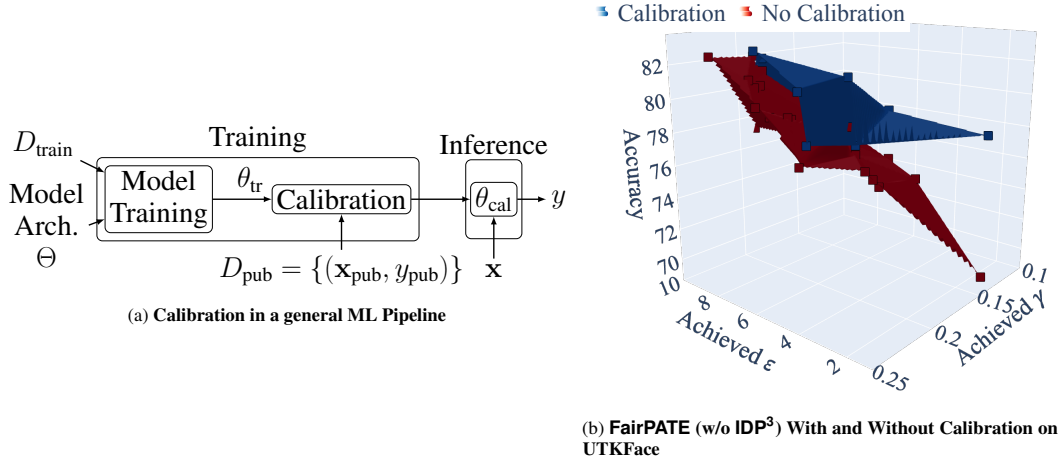 Training
Inference
D_train
Model
Arch.
Θ
Model
Training
θ_tr
Calibration
θ_cal
y
D_pub = {(x_pub, y_pub)}
x
(a) Calibration in a general ML Pipeline
Calibration No Calibration
82
80
78
76
74
72
70
Accuracy
10
8
6
4
2
Achieved ε
0.25
0.2
0.15
0.1
Achieved γ
(b) FairPATE (w/o IDP³) With and Without Calibration on
UTKFace